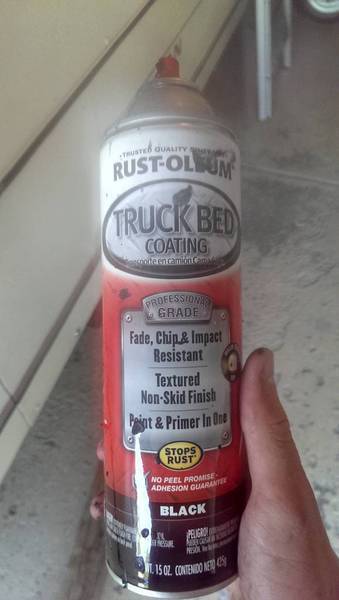 TRUSTED QUALITY
RUST-OLEUM
TRUCK BED
COATING
PROFESSIONAL
GRADE
Fade, Chip & Impact
Resistant
Textured
Non-Skid Finish
Paint & Primer In One
STOPS
RUST
NO PEEL PROMISE-
ADHESION GUARANTEE
BLACK
¡PELIGRO!
WT. 15 OZ. CONTENIDO NETO 425g